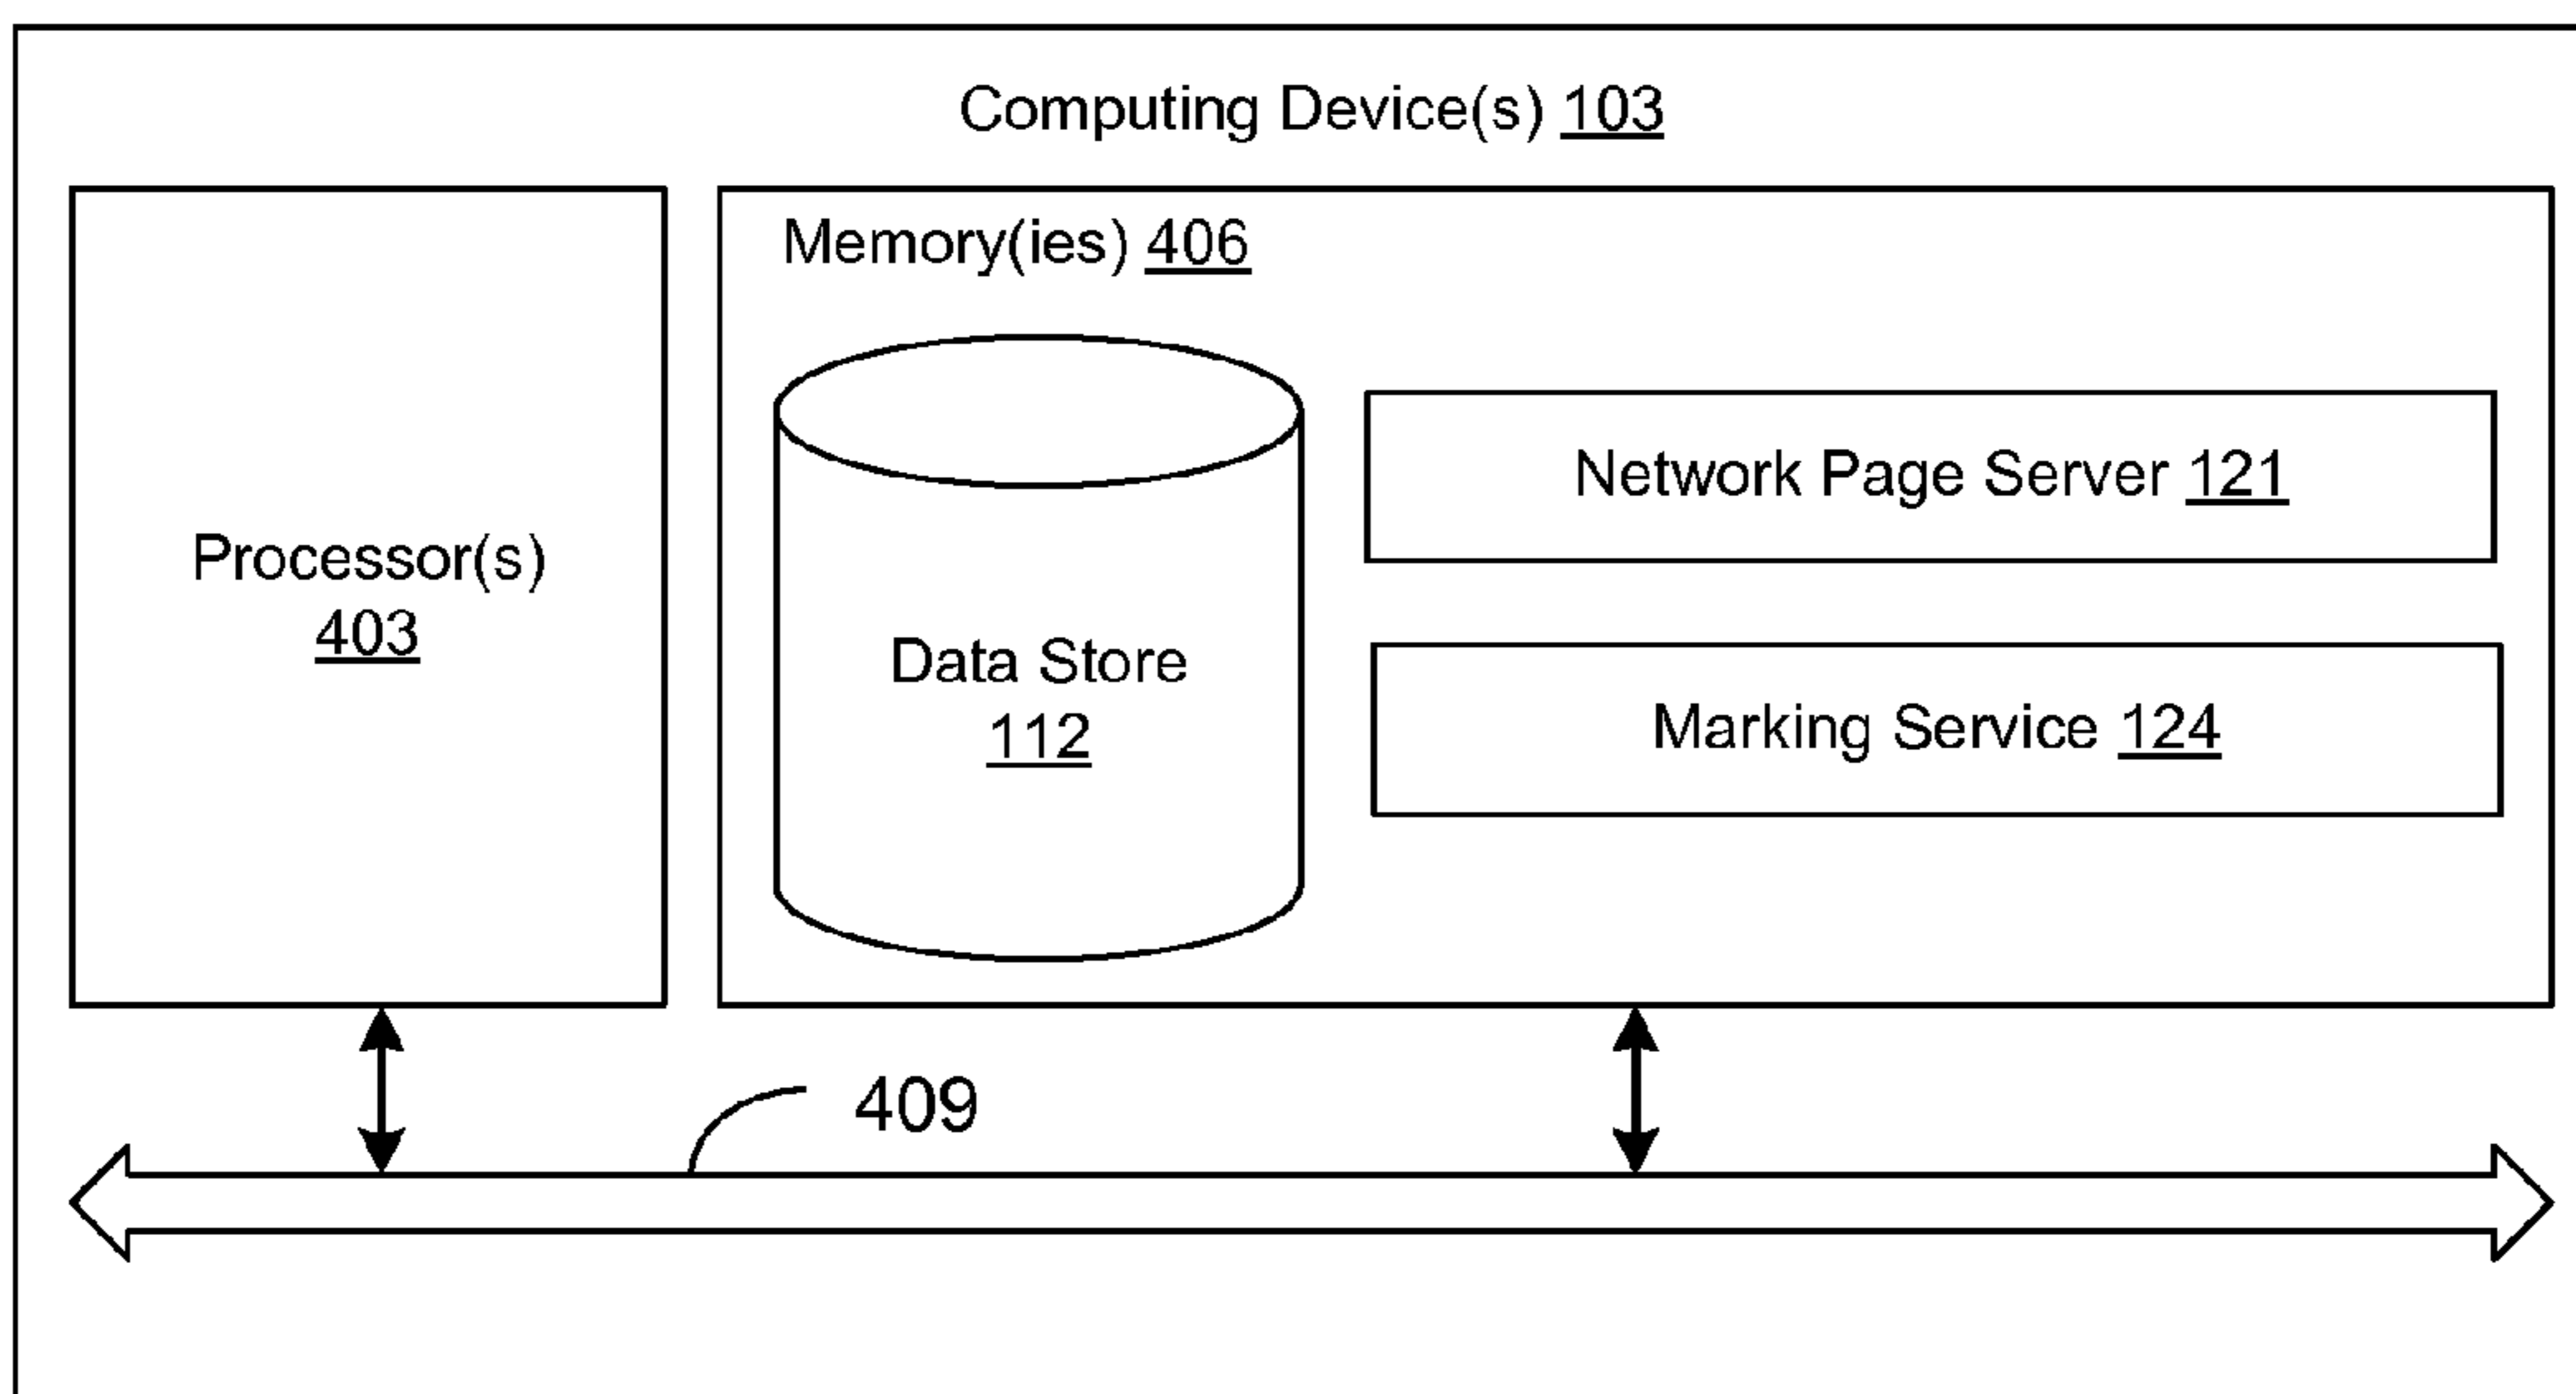 Computing Device(s) 103
Memory(ies) 406
Processor(s)
403
Data Store
112
Network Page Server 121
Marking Service 124
409